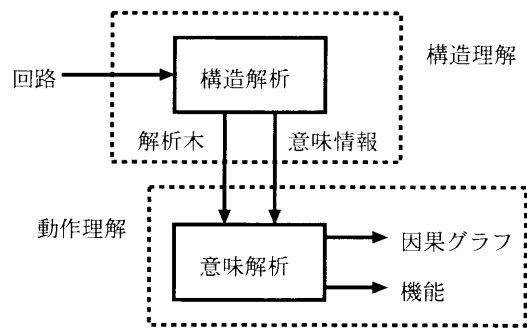 構造理解
回路
構造解析
解析木
意味情報
動作理解
意味解析
因果グラフ
機能